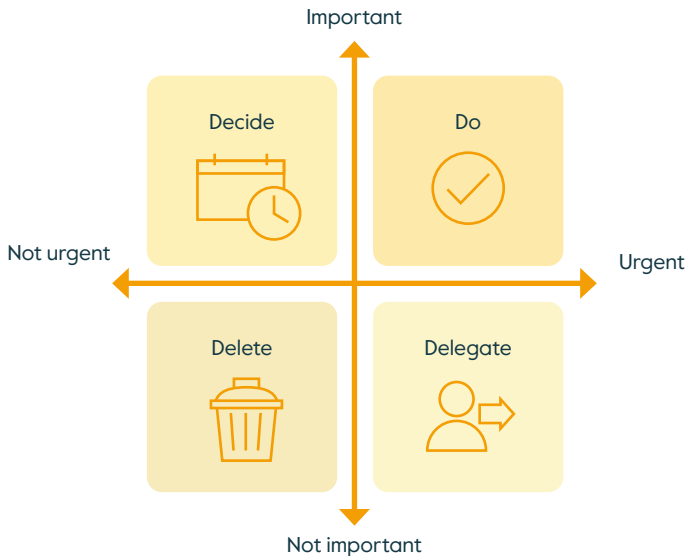 Important
Decide
Do
Not urgent
Urgent
Delete
Delegate
Not important